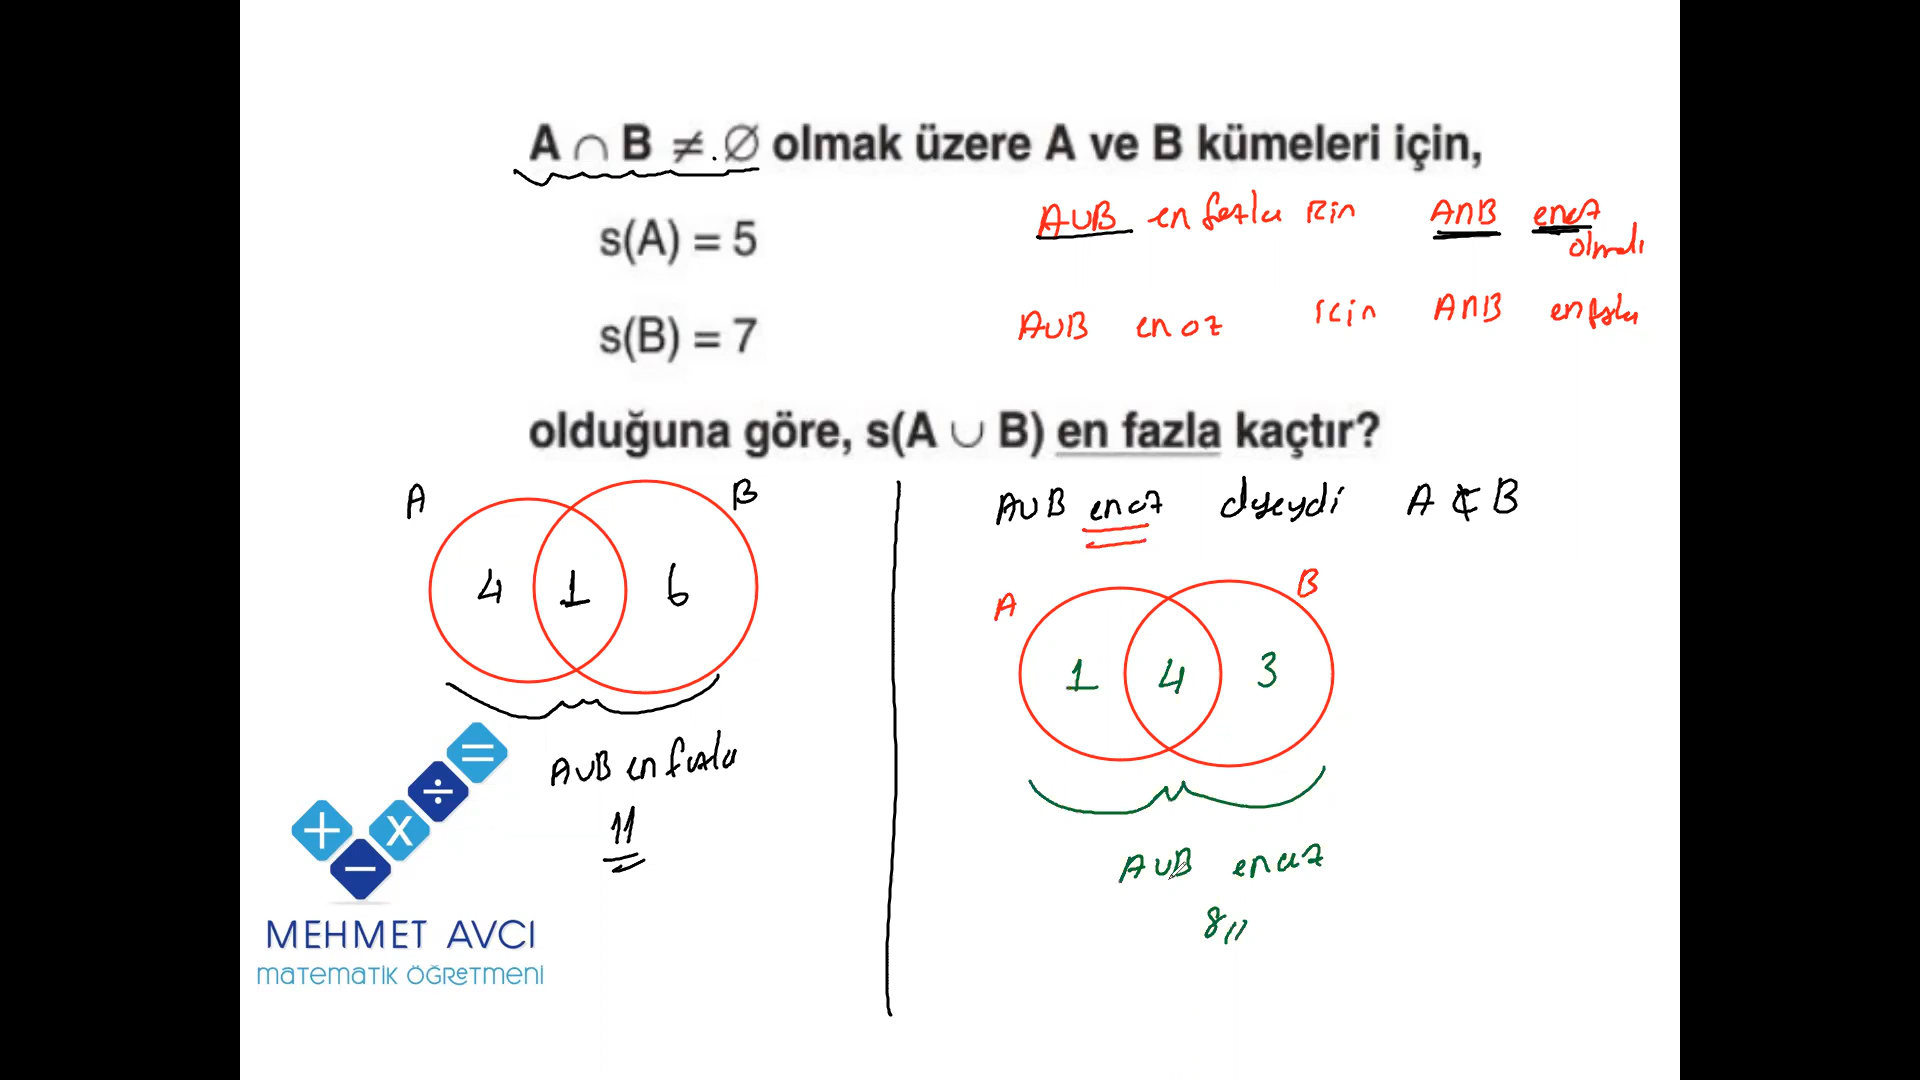 A ∩ B ≠ ∅ olmak üzere A ve B kümeleri için,
s(A) = 5
AUB en fazla için A∩B en az olmalı
s(B) = 7
AUB en az için A∩B en fazla
olduğuna göre, s(A ∪ B) en fazla kaçtır?
A B
4 1 6
AUB en fazla
11
AUB en az deseydi A ⊄ B
A B
1 4 3
AUB en az
8
+ − x ÷ =
MEHMET AVCI
matematik öğretmeni